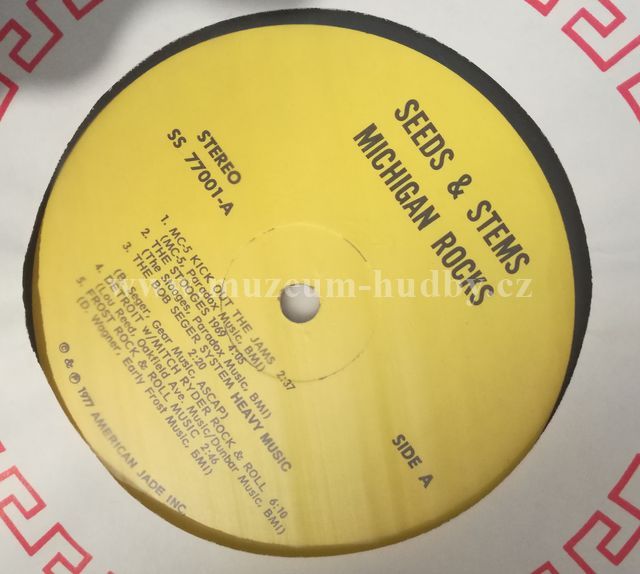 SEEDS & STEMS
MICHIGAN ROCKS
STEREO
SS 77001-A
SIDE A
1. MC-5 KICK OUT THE JAMS 2:37
(MC-5, Paradox Music, BMI)
2. THE STOOGES 1969 4:05
(The Stooges, Paradox Music, BMI)
3. THE BOB SEGER SYSTEM HEAVY MUSIC
2:20
(B. Seger, Gear Music, ASCAP)
4. DETROIT w/MITCH RYDER ROCK & ROLL 6:10
(Lou Reed, Oakfield Ave. Music/Dunbar Music, BMI)
5. FROST ROCK & ROLL MUSIC 2:46
(D. Wagner, Early Frost Music, BMI)
© & ℗ 1977 AMERICAN JADE INC.
www.muzeum-hudby.cz